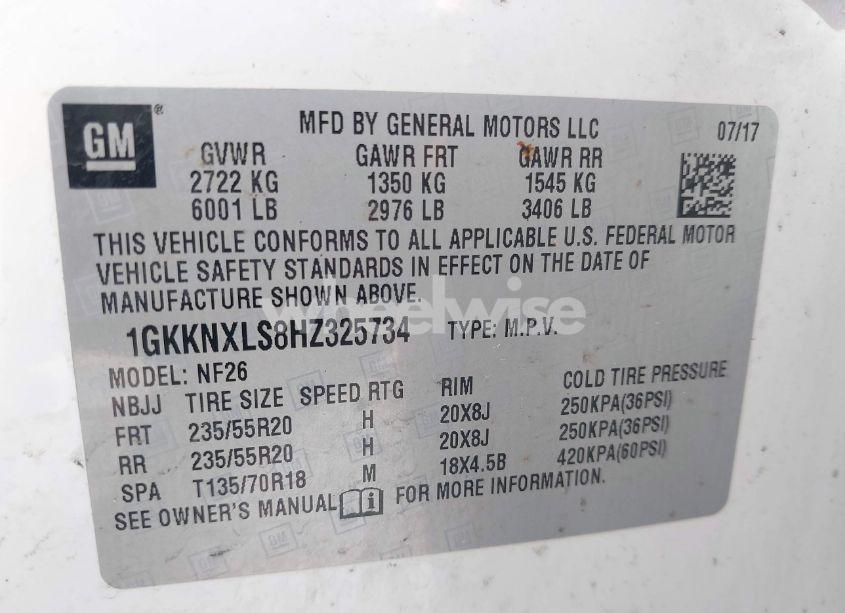 GM®
MFD BY GENERAL MOTORS LLC 07/17
GVWR GAWR FRT GAWR RR
2722 KG 1350 KG 1545 KG
6001 LB 2976 LB 3406 LB
THIS VEHICLE CONFORMS TO ALL APPLICABLE U.S. FEDERAL MOTOR
VEHICLE SAFETY STANDARDS IN EFFECT ON THE DATE OF
MANUFACTURE SHOWN ABOVE.
wheelwise
1GKKNXLS8HZ325734 TYPE: M.P.V.
MODEL: NF26
NBJJ TIRE SIZE SPEED RTG RIM COLD TIRE PRESSURE
FRT 235/55R20 H 20X8J 250KPA(36PSI)
RR 235/55R20 H 20X8J 250KPA(36PSI)
SPA T135/70R18 M 18X4.5B 420KPA(60PSI)
SEE OWNER'S MANUAL i FOR MORE INFORMATION.